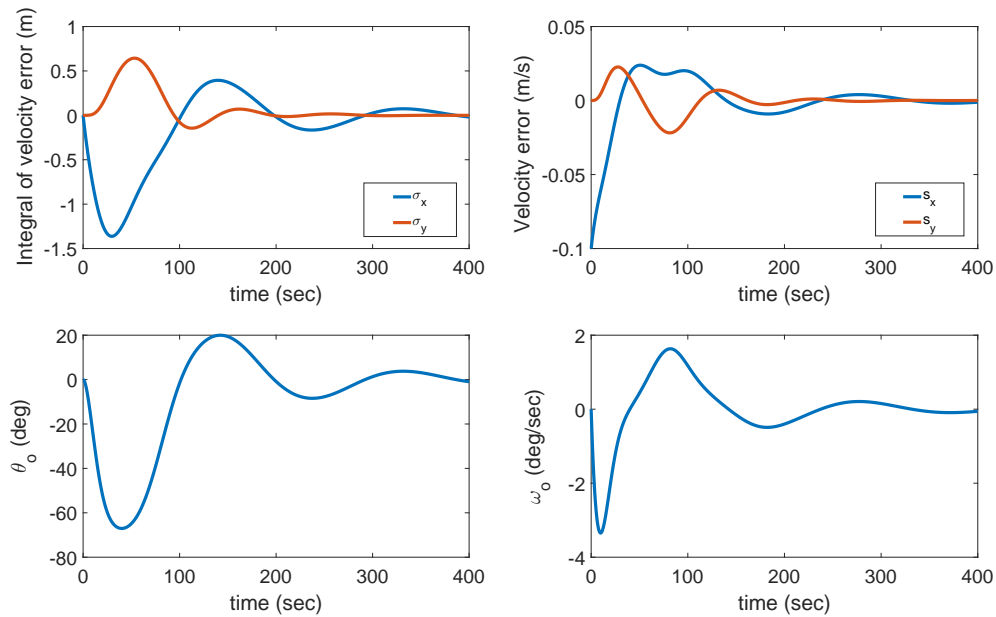 Integral of velocity error (m)
1
0.5
0
-0.5
-1
-1.5
σx
σy
0 100 200 300 400
time (sec)
Velocity error (m/s)
0.05
0
-0.05
-0.1
sx
sy
0 100 200 300 400
time (sec)
θo (deg)
20
0
-20
-40
-60
-80
0 100 200 300 400
time (sec)
ωo (deg/sec)
2
0
-2
-4
0 100 200 300 400
time (sec)